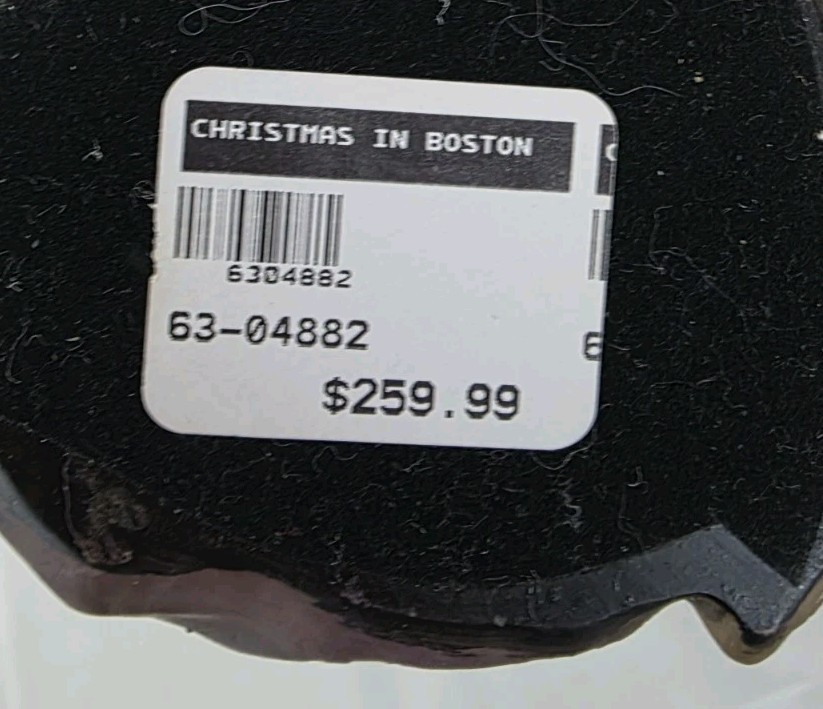 CHRISTMAS IN BOSTON
6304882
63-04882
$259.99